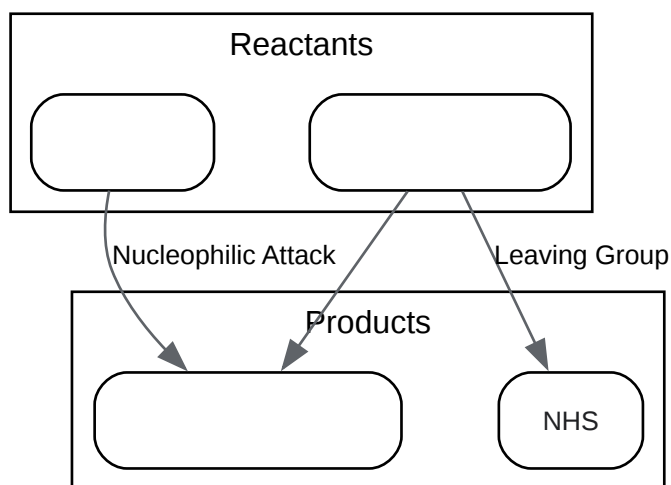 Reactants
Nucleophilic Attack
Leaving Group
Products
NHS